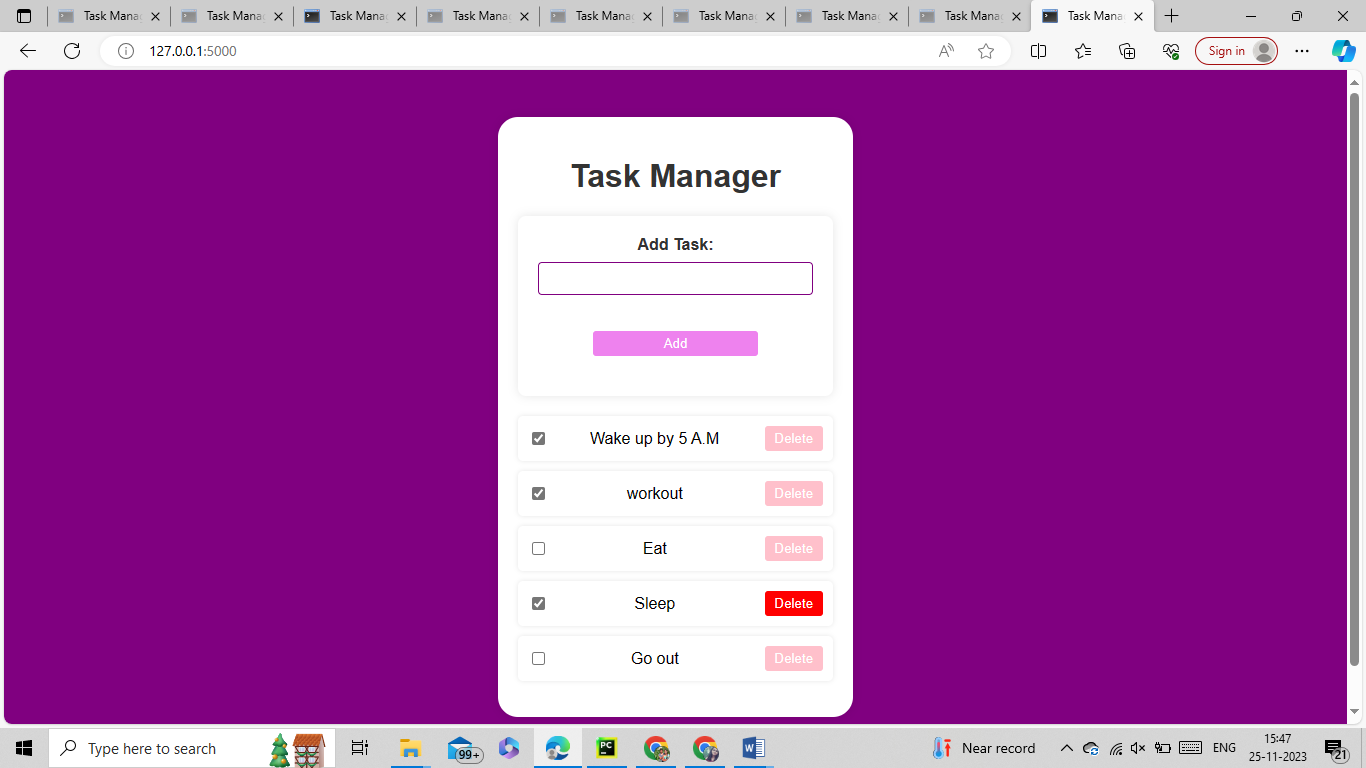 Task Mana Task Mana Task Mana Task Mana Task Mana Task Mana Task Mana Task Mana Task Mana
127.0.0.1:5000
Sign in
Task Manager
Add Task:
Add
Wake up by 5 A.M Delete
workout Delete
Eat Delete
Sleep Delete
Go out Delete
Type here to search
99+
PC
W
Near record
ENG
15:47
25-11-2023
21